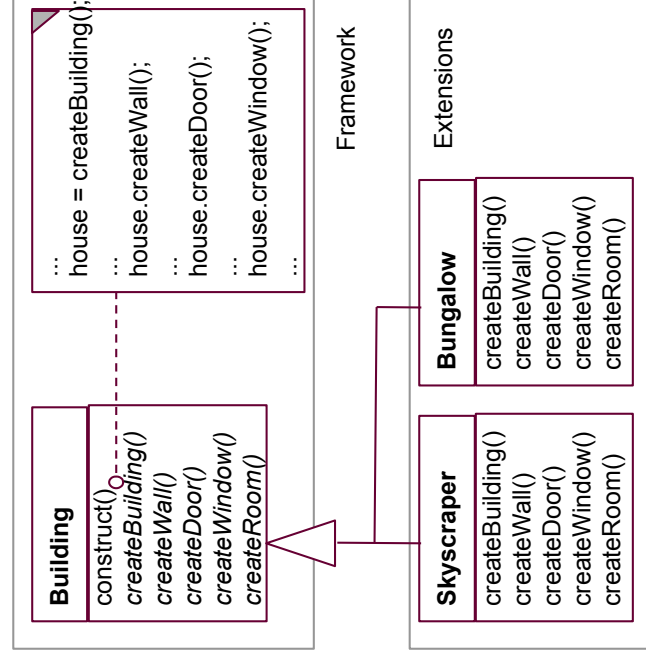 Building
construct()
createBuilding()
createWall()
createDoor()
createWindow()
createRoom()
...
house = createBuilding();
...
house.createWall();
...
house.createDoor();
...
house.createWindow();
...
Framework
Skyscraper
createBuilding()
createWall()
createDoor()
createWindow()
createRoom()
Bungalow
createBuilding()
createWall()
createDoor()
createWindow()
createRoom()
Extensions